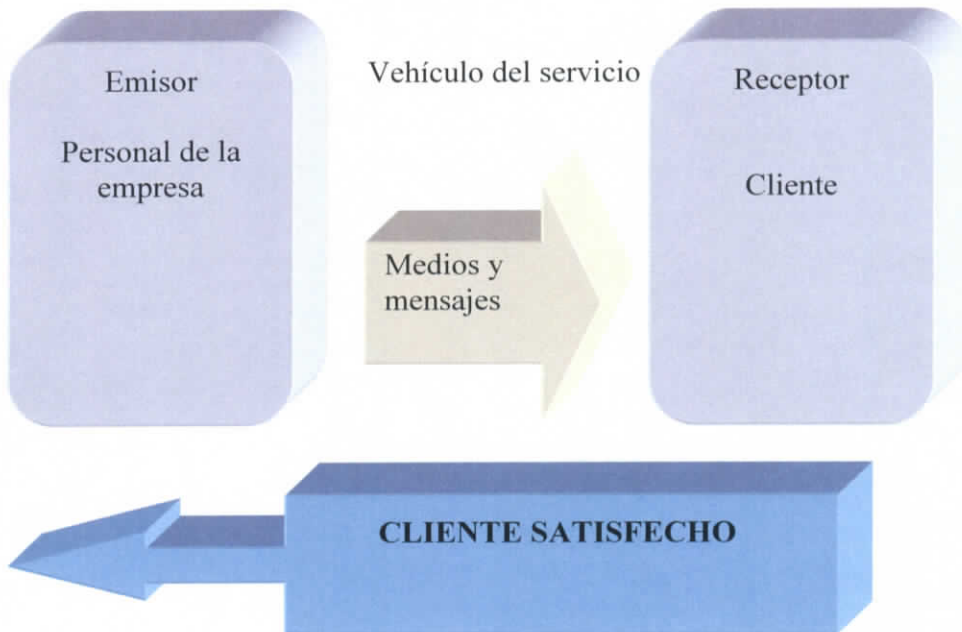 Emisor
Personal de la
empresa
Vehículo del servicio
Medios y
mensajes
Receptor
Cliente
CLIENTE SATISFECHO